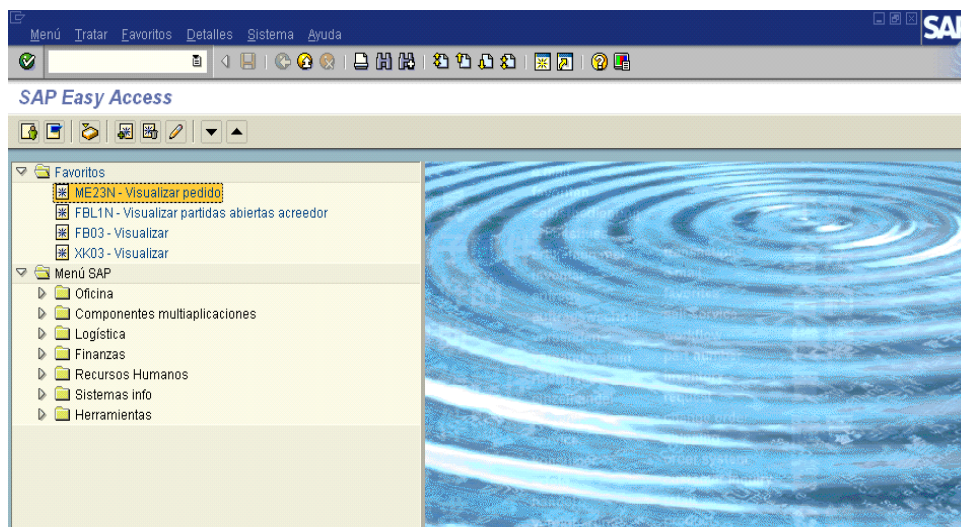 Menú Tratar Favoritos Detalles Sistema Ayuda
SAP
SAP Easy Access
Favoritos
ME23N - Visualizar pedido
FBL1N - Visualizar partidas abiertas acreedor
FB03 - Visualizar
XK03 - Visualizar
Menú SAP
Oficina
Componentes multiaplicaciones
Logística
Finanzas
Recursos Humanos
Sistemas info
Herramientas